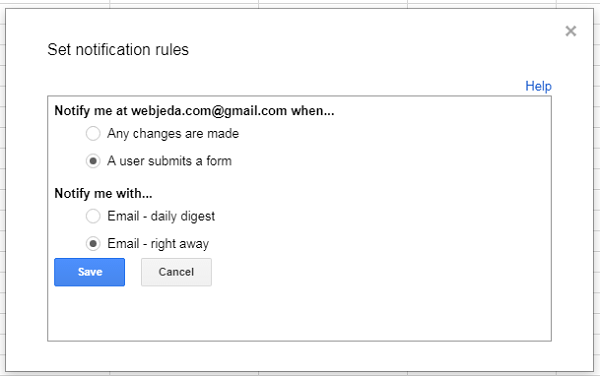 Set notification rules
Help
Notify me at webjeda.com@gmail.com when...
Any changes are made
A user submits a form
Notify me with...
Email - daily digest
Email - right away
Save Cancel